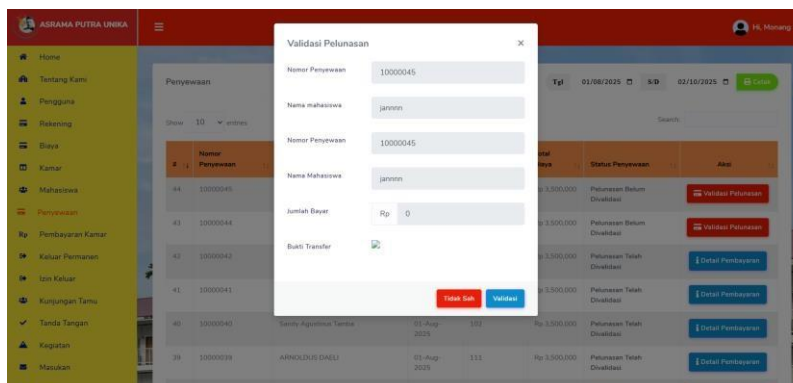 ASRAMA PUTRA UNIKA
Hi, Monang
Home
Tentang Kami
Pengguna
Rekening
Biaya
Kamar
Mahasiswa
Penyewaan
Rp Pembayaran Kamar
Keluar Permanen
Izin Keluar
Kunjungan Tamu
Tanda Tangan
Kegiatan
Masukan
Penyewaan
Tgl 01/08/2025 S/D 02/10/2025 Cetak
Show 10 entries
Search:
# Nomor Penyewaan Status Penyewaan Aksi
44 10000045 Rp 3,500,000 Pelunasan Belum Divalidasi Validasi Pelunasan
43 10000044 Rp 3,500,000 Pelunasan Belum Divalidasi Validasi Pelunasan
42 10000042 Rp 3,500,000 Pelunasan Telah Divalidasi Detail Pembayaran
41 10000041 Rp 3,500,000 Pelunasan Telah Divalidasi Detail Pembayaran
40 10000040 01-Aug-2025 102 Rp 3,500,000 Pelunasan Telah Divalidasi Detail Pembayaran
39 10000039 ARNOLDUS DAELI 01-Aug-2025 111 Rp 3,500,000 Pelunasan Telah Divalidasi Detail Pembayaran
Validasi Pelunasan ×
Nomor Penyewaan 10000045
Nama mahasiswa jannnn
Nomor Penyewaan 10000045
Nama Mahasiswa jannnn
Jumlah Bayar Rp 0
Bukti Transfer
Tidak Sah Validasi